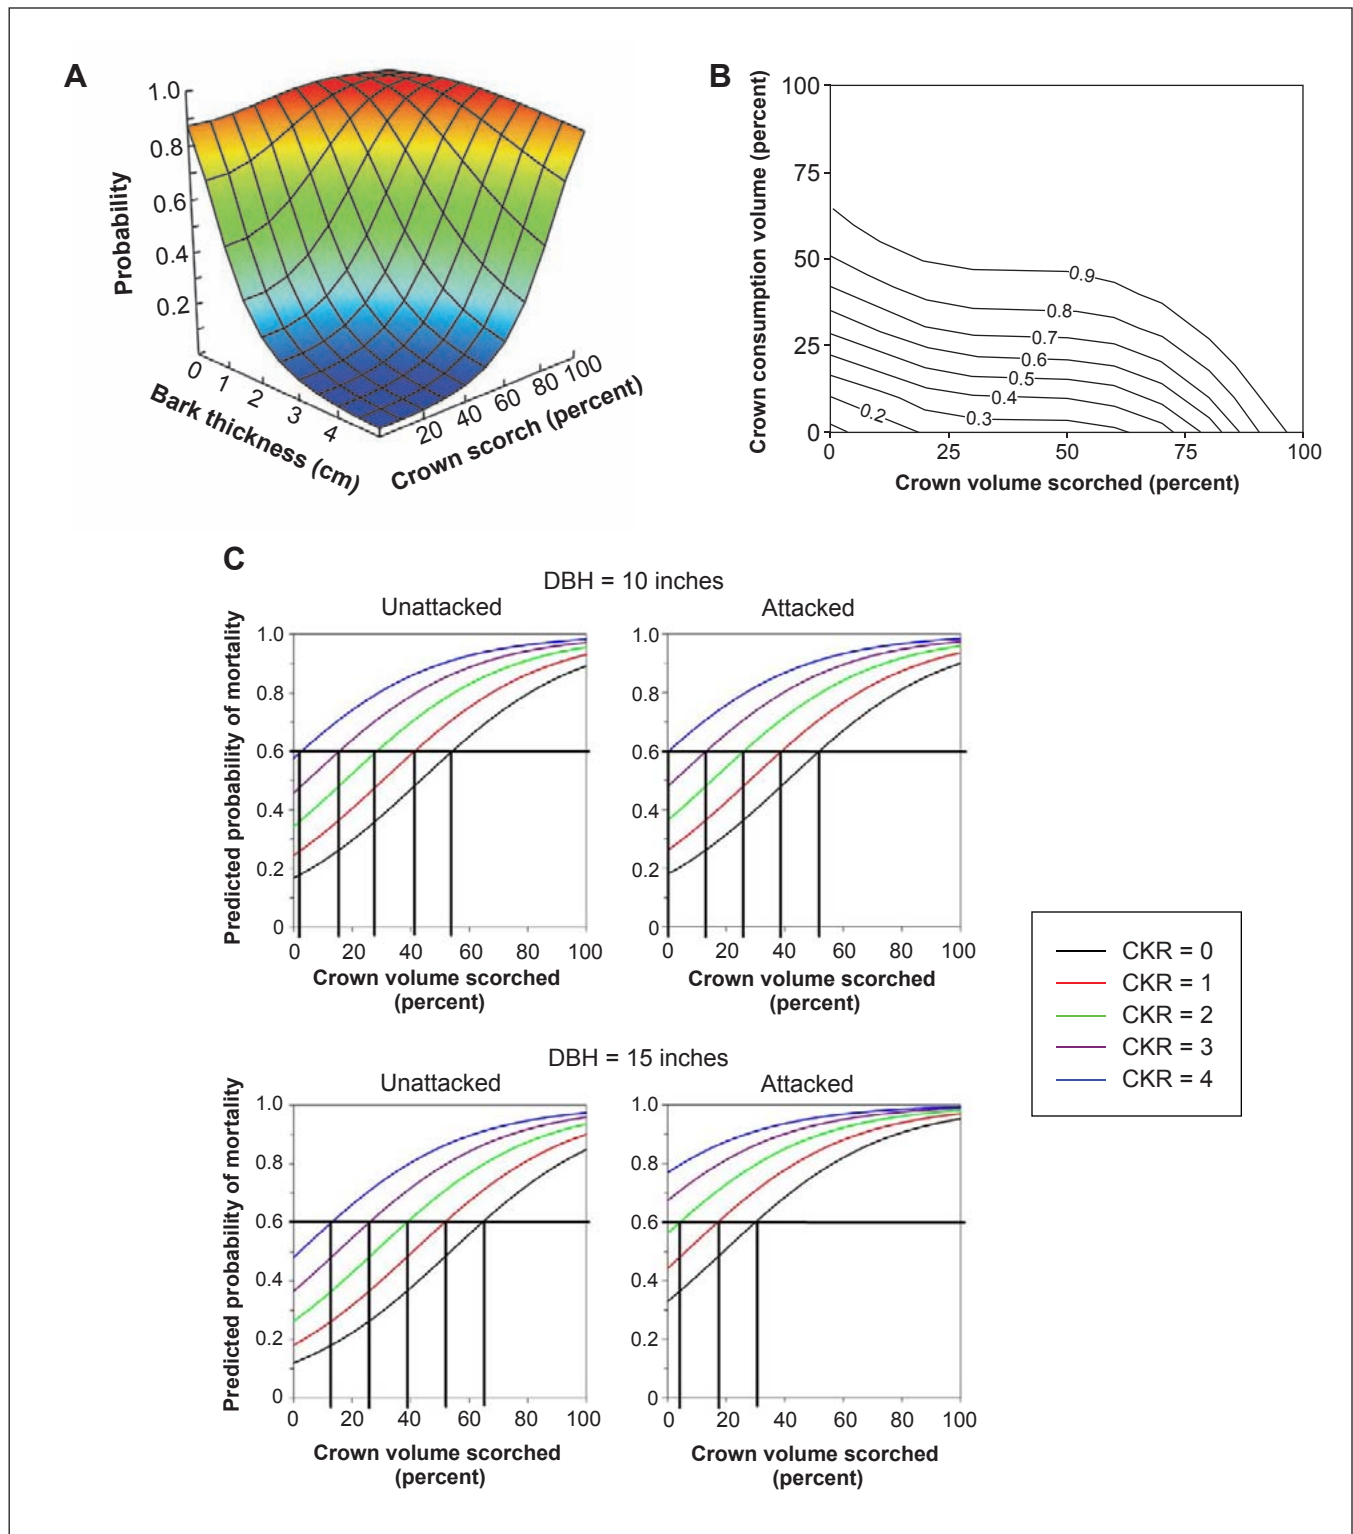 A
1.0
0.8
0.6
0.4
0.2
Probability
0 1 2 3 4
Bark thickness (cm)
20 40 60 80 100
Crown scorch (percent)
B
Crown consumption volume (percent)
100
75
50
25
0
0.9
0.8
0.7
0.6
0.5
0.4
0.3
0.2
0 25 50 75 100
Crown volume scorched (percent)
C
DBH = 10 inches
Unattacked
Predicted probability of mortality
1.0
0.8
0.6
0.4
0.2
0
0 20 40 60 80 100
Crown volume scorched
(percent)
Attacked
1.0
0.8
0.6
0.4
0.2
0
0 20 40 60 80 100
Crown volume scorched
(percent)
CKR = 0
CKR = 1
CKR = 2
CKR = 3
CKR = 4
DBH = 15 inches
Unattacked
Predicted probability of mortality
1.0
0.8
0.6
0.4
0.2
0
0 20 40 60 80 100
Crown volume scorched
(percent)
Attacked
1.0
0.8
0.6
0.4
0.2
0
0 20 40 60 80 100
Crown volume scorched
(percent)